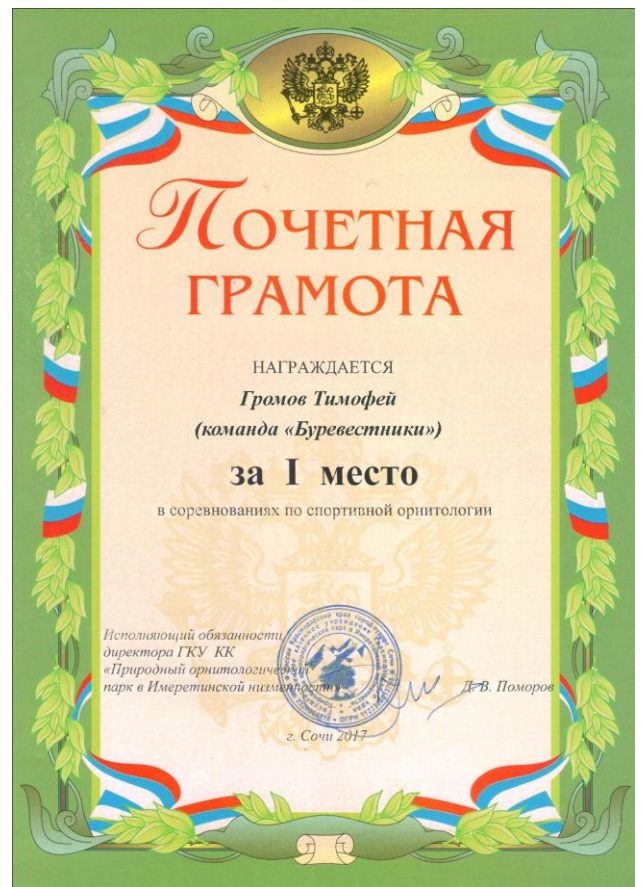 ПОЧЕТНАЯ
ГРАМОТА
НАГРАЖДАЕТСЯ
Громов Тимофей
(команда «Буревестники»)
за I место
в соревнованиях по спортивной орнитологии
Исполняющий обязанности
директора ГКУ КК
«Природный орнитологический
парк в Имеретинской низменности»
Д. В. Поморов
г. Сочи 2017